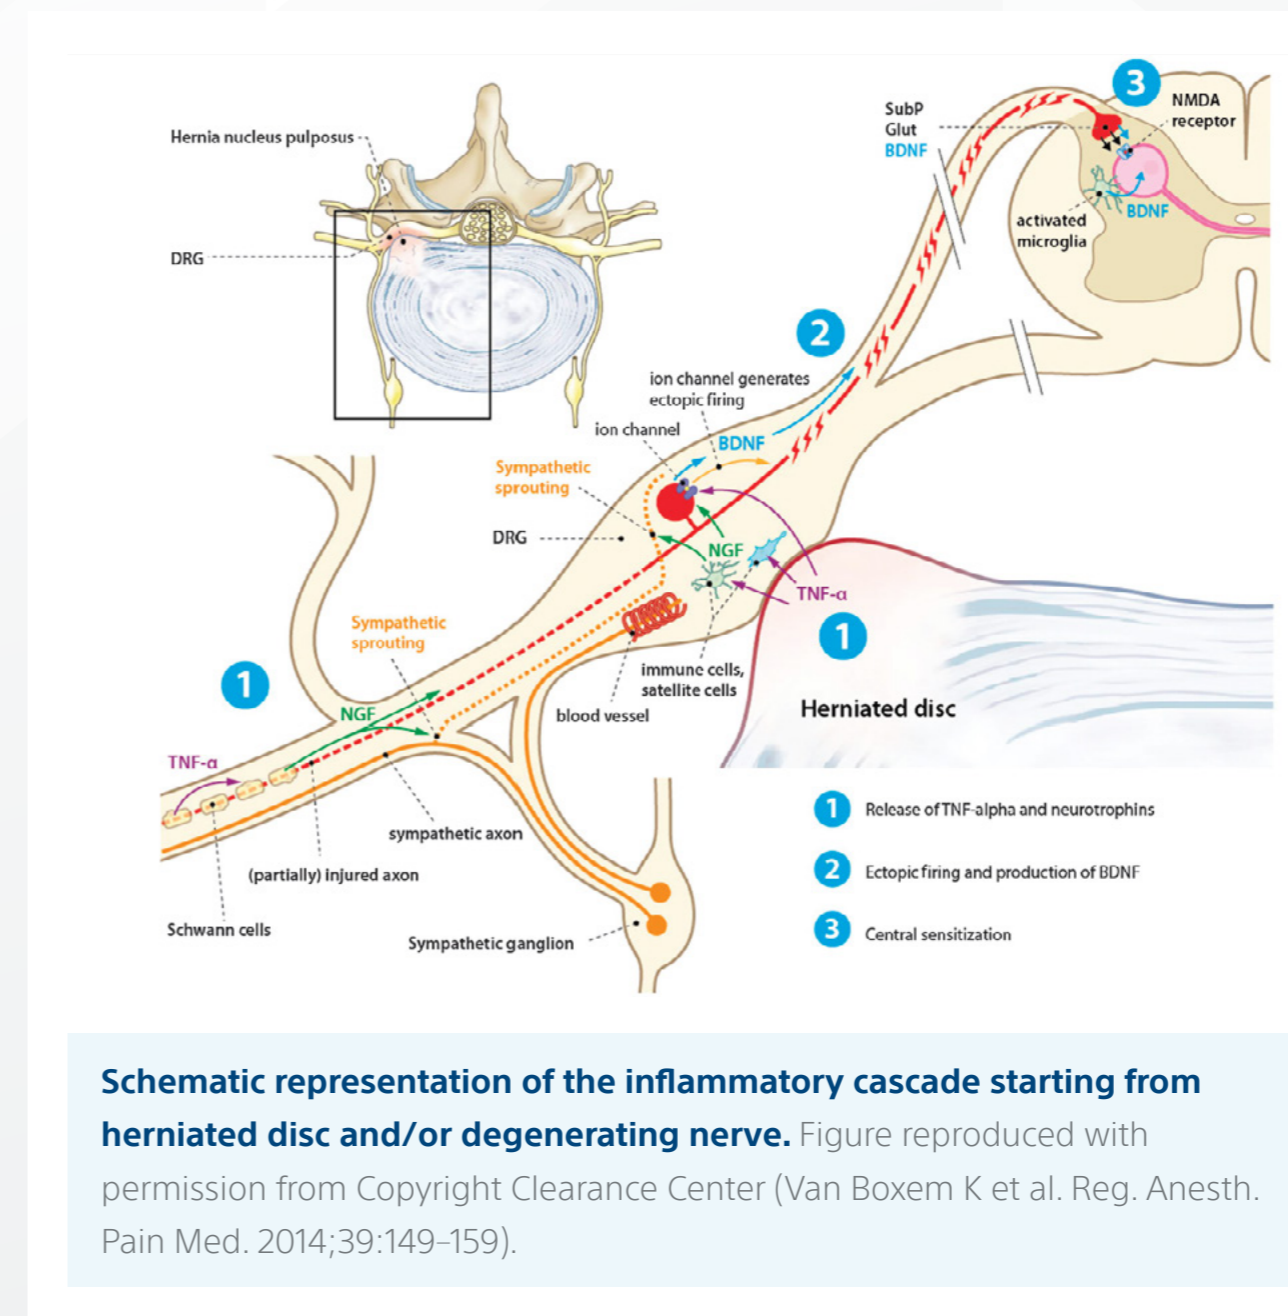 Hernia nucleus pulposus
DRG
SubP
Glut
BDNF
3
NMDA
receptor
activated
microglia
BDNF
2
ion channel generates
ectopic firing
ion channel
BDNF
Sympathetic
sprouting
DRG
NGF
TNF-α
1
Sympathetic
sprouting
immune cells,
satellite cells
blood vessel
Herniated disc
1
NGF
TNF-α
sympathetic axon
(partially) injured axon
Schwann cells
Sympathetic ganglion
1 Release of TNF-alpha and neurotrophins
2 Ectopic firing and production of BDNF
3 Central sensitization
Schematic representation of the inflammatory cascade starting from
herniated disc and/or degenerating nerve. Figure reproduced with
permission from Copyright Clearance Center (Van Boxem K et al. Reg. Anesth.
Pain Med. 2014;39:149–159).